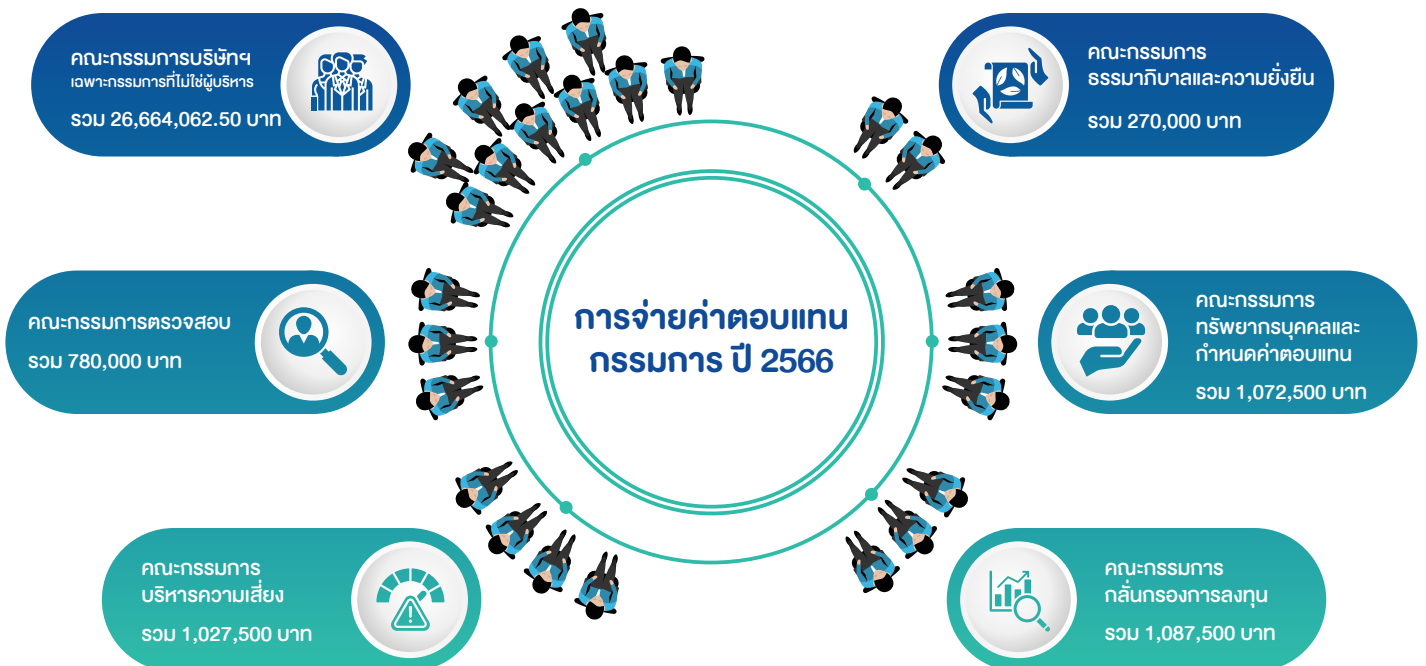 คณะกรรมการบริษัทฯ
เฉพาะกรรมการที่ไม่ใช่ผู้บริหาร
รวม 26,664,062.50 บาท
คณะกรรมการ
ธรรมาภิบาลและความยั่งยืน
รวม 270,000 บาท
คณะกรรมการตรวจสอบ
รวม 780,000 บาท
การจ่ายค่าตอบแทน
กรรมการ ปี 2566
คณะกรรมการ
ทรัพยากรบุคคลและ
กำหนดค่าตอบแทน
รวม 1,072,500 บาท
คณะกรรมการ
บริหารความเสี่ยง
รวม 1,027,500 บาท
คณะกรรมการ
กลั่นกรองการลงทุน
รวม 1,087,500 บาท